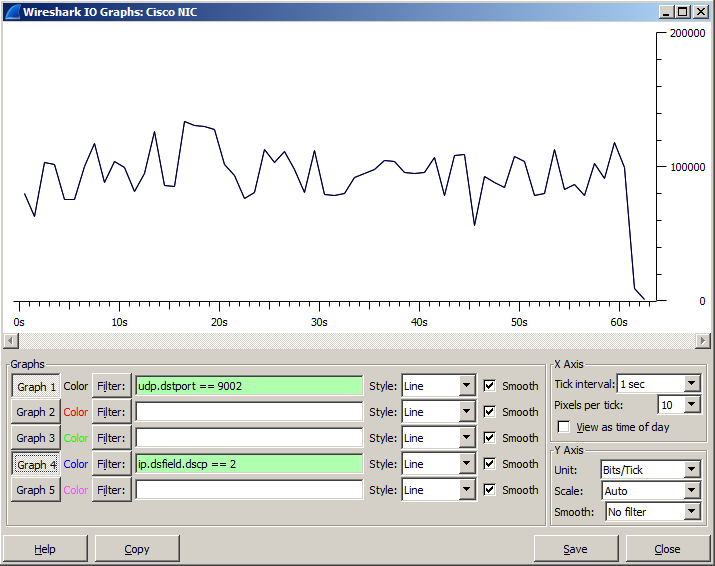 Wireshark IO Graphs: Cisco NIC
200000
100000
0
0s 10s 20s 30s 40s 50s 60s
Graphs
Graph 1 Color Filter: udp.dstport == 9002 Style: Line Smooth
Graph 2 Color Filter: Style: Line Smooth
Graph 3 Color Filter: Style: Line Smooth
Graph 4 Color Filter: ip.dsfield.dscp == 2 Style: Line Smooth
Graph 5 Color Filter: Style: Line Smooth
X Axis
Tick interval: 1 sec
Pixels per tick: 10
View as time of day
Y Axis
Unit: Bits/Tick
Scale: Auto
Smooth: No filter
Help Copy Save Close